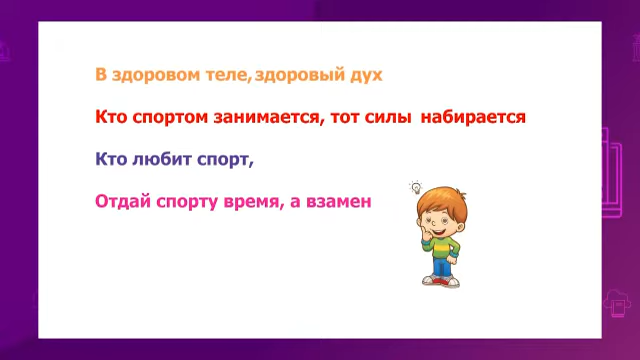 В здоровом теле, здоровый дух
Кто спортом занимается, тот силы набирается
Кто любит спорт,
Отдай спорту время, а взамен